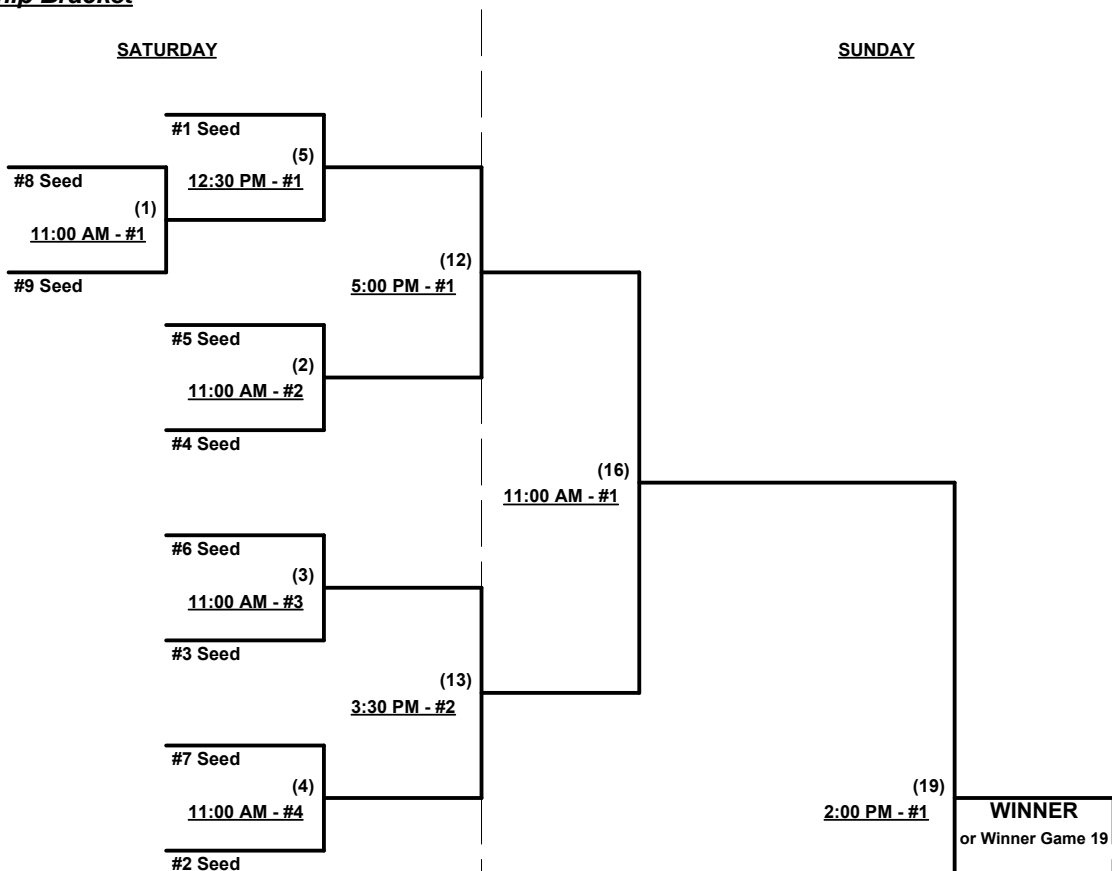 Bracket
SATURDAY
SUNDAY
#1 Seed
(5)
#8 Seed
12:30 PM - #1
(1)
11:00 AM - #1
#9 Seed
(12)
5:00 PM - #1
#5 Seed
(2)
11:00 AM - #2
#4 Seed
(16)
11:00 AM - #1
#6 Seed
(3)
11:00 AM - #3
#3 Seed
(13)
3:30 PM - #2
#7 Seed
(4)
11:00 AM - #4
#2 Seed
(19)
2:00 PM - #1
WINNER
or Winner Game 19